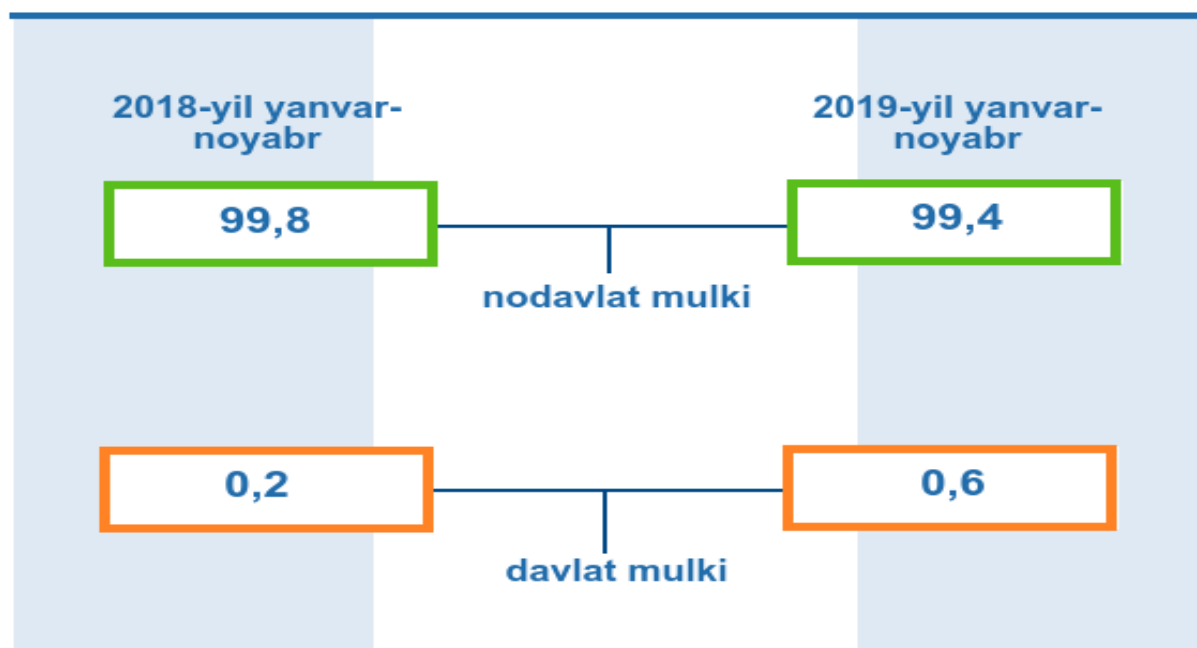 2018-yil yanvar-
noyabr
2019-yil yanvar-
noyabr
99,8
99,4
nodavlat mulki
0,2
0,6
davlat mulki